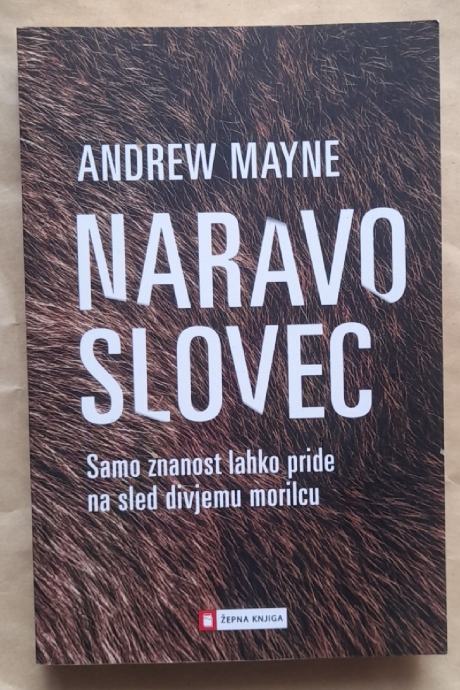 ANDREW MAYNE
NARAVO
SLOVEC
Samo znanost lahko pride
na sled divjemu morilcu
ŽEPNA KNJIGA